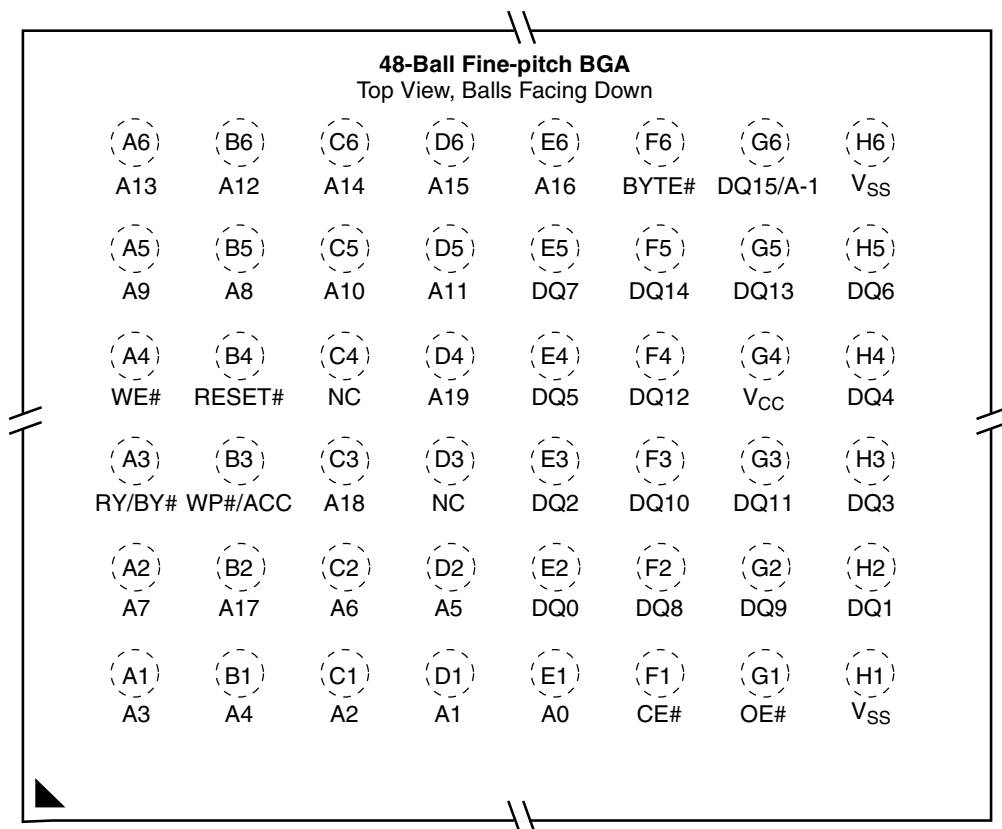 48-Ball Fine-pitch BGA
Top View, Balls Facing Down
A6 B6 C6 D6 E6 F6 G6 H6
A13 A12 A14 A15 A16 BYTE# DQ15/A-1 VSS
A5 B5 C5 D5 E5 F5 G5 H5
A9 A8 A10 A11 DQ7 DQ14 DQ13 DQ6
A4 B4 C4 D4 E4 F4 G4 H4
WE# RESET# NC A19 DQ5 DQ12 VCC DQ4
A3 B3 C3 D3 E3 F3 G3 H3
RY/BY# WP#/ACC A18 NC DQ2 DQ10 DQ11 DQ3
A2 B2 C2 D2 E2 F2 G2 H2
A7 A17 A6 A5 DQ0 DQ8 DQ9 DQ1
A1 B1 C1 D1 E1 F1 G1 H1
A3 A4 A2 A1 A0 CE# OE# VSS